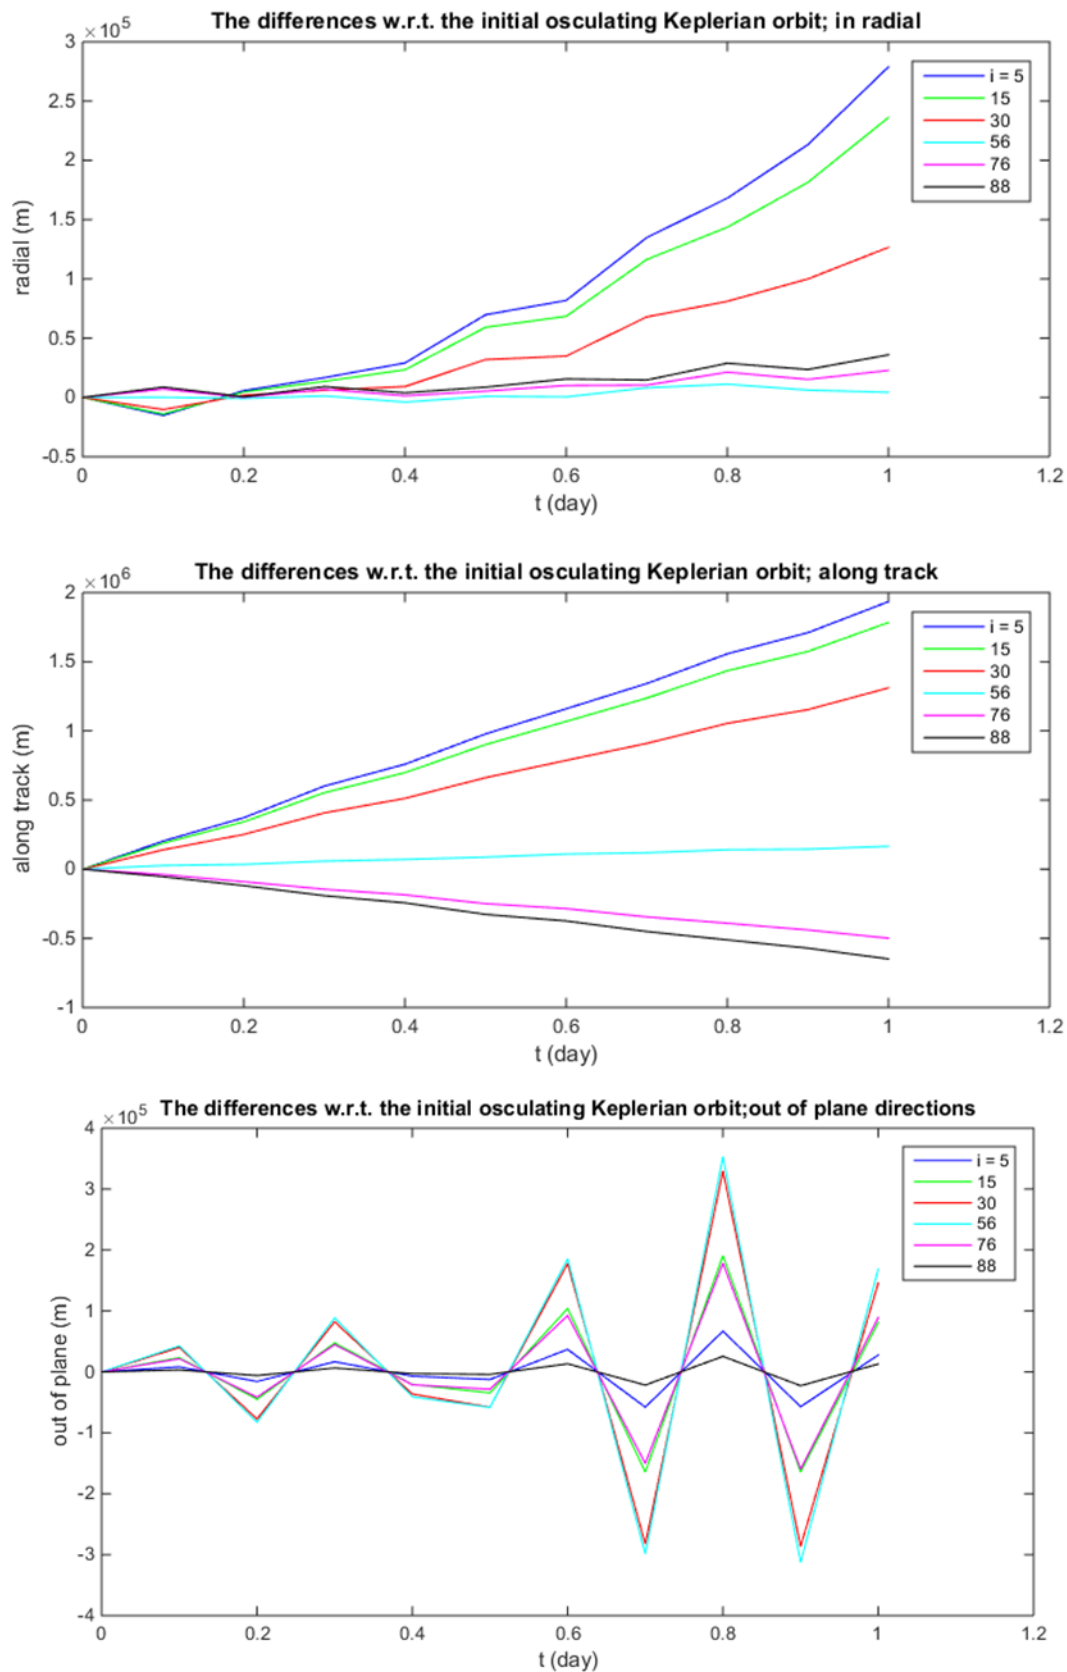 The differences w.r.t. the initial osculating Keplerian orbit; in radial
×10⁵
3
2.5
2
1.5
1
0.5
0
-0.5
radial (m)
0 0.2 0.4 0.6 0.8 1 1.2
t (day)
i = 5
15
30
56
76
88
The differences w.r.t. the initial osculating Keplerian orbit; along track
×10⁶
2
1.5
1
0.5
0
-0.5
-1
along track (m)
0 0.2 0.4 0.6 0.8 1 1.2
t (day)
i = 5
15
30
56
76
88
The differences w.r.t. the initial osculating Keplerian orbit;out of plane directions
×10⁵
4
3
2
1
0
-1
-2
-3
-4
out of plane (m)
0 0.2 0.4 0.6 0.8 1 1.2
t (day)
i = 5
15
30
56
76
88